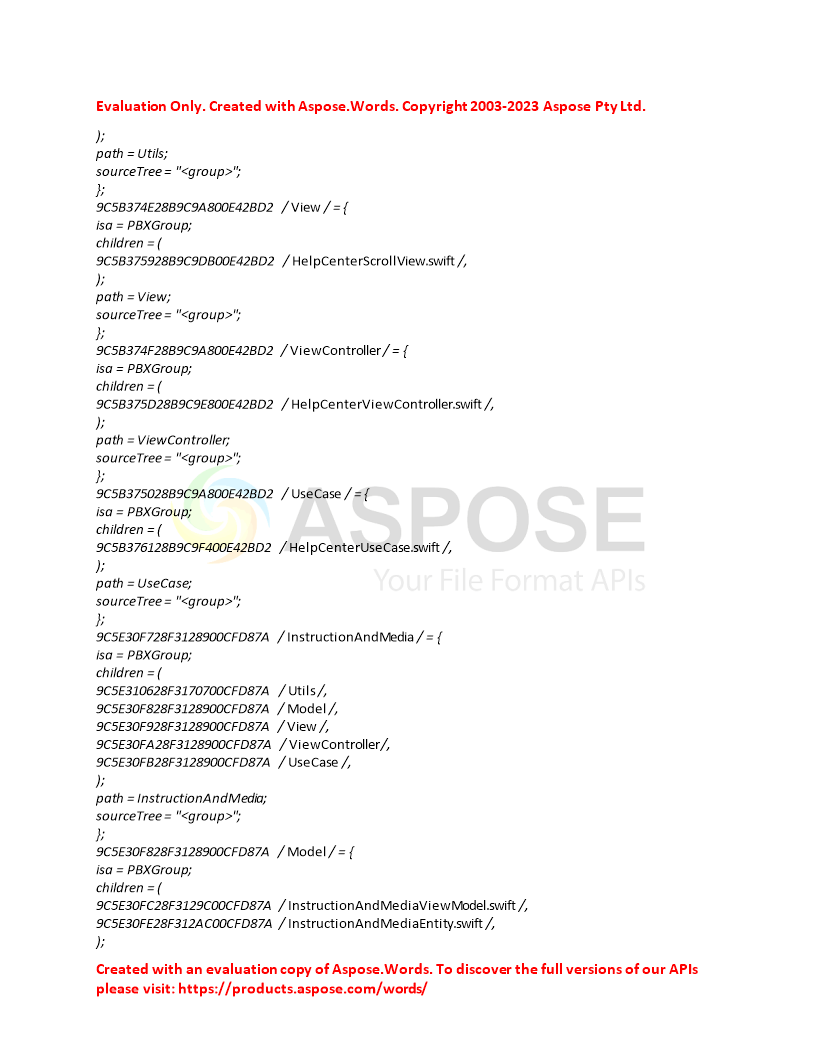 Evaluation Only. Created with Aspose.Words. Copyright 2003-2023 Aspose Pty Ltd.
);
path = Utils;
sourceTree = "<group>";
};
9C5B374E28B9C9A800E42BD2 / View / = {
isa = PBXGroup;
children = (
9C5B375928B9C9DB00E42BD2 / HelpCenterScrollView.swift /,
);
path = View;
sourceTree = "<group>";
};
9C5B374F28B9C9A800E42BD2 / ViewController / = {
isa = PBXGroup;
children = (
9C5B375D28B9C9E800E42BD2 / HelpCenterViewController.swift /,
);
path = ViewController;
sourceTree = "<group>";
};
9C5B375028B9C9A800E42BD2 / UseCase / = {
isa = PBXGroup;
children = (
9C5B376128B9C9F400E42BD2 / HelpCenterUseCase.swift /,
);
path = UseCase;
sourceTree = "<group>";
};
9C5E30F728F3128900CFD87A / InstructionAndMedia / = {
isa = PBXGroup;
children = (
9C5E310628F3170700CFD87A / Utils /,
9C5E30F828F3128900CFD87A / Model /,
9C5E30F928F3128900CFD87A / View /,
9C5E30FA28F3128900CFD87A / ViewController /,
9C5E30FB28F3128900CFD87A / UseCase /,
);
path = InstructionAndMedia;
sourceTree = "<group>";
};
9C5E30F828F3128900CFD87A / Model / = {
isa = PBXGroup;
children = (
9C5E30FC28F3129C00CFD87A / InstructionAndMediaViewModel.swift /,
9C5E30FE28F312AC00CFD87A / InstructionAndMediaEntity.swift /,
);
ASPOSE
Your File Format APIs
Created with an evaluation copy of Aspose.Words. To discover the full versions of our APIs
please visit: https://products.aspose.com/words/